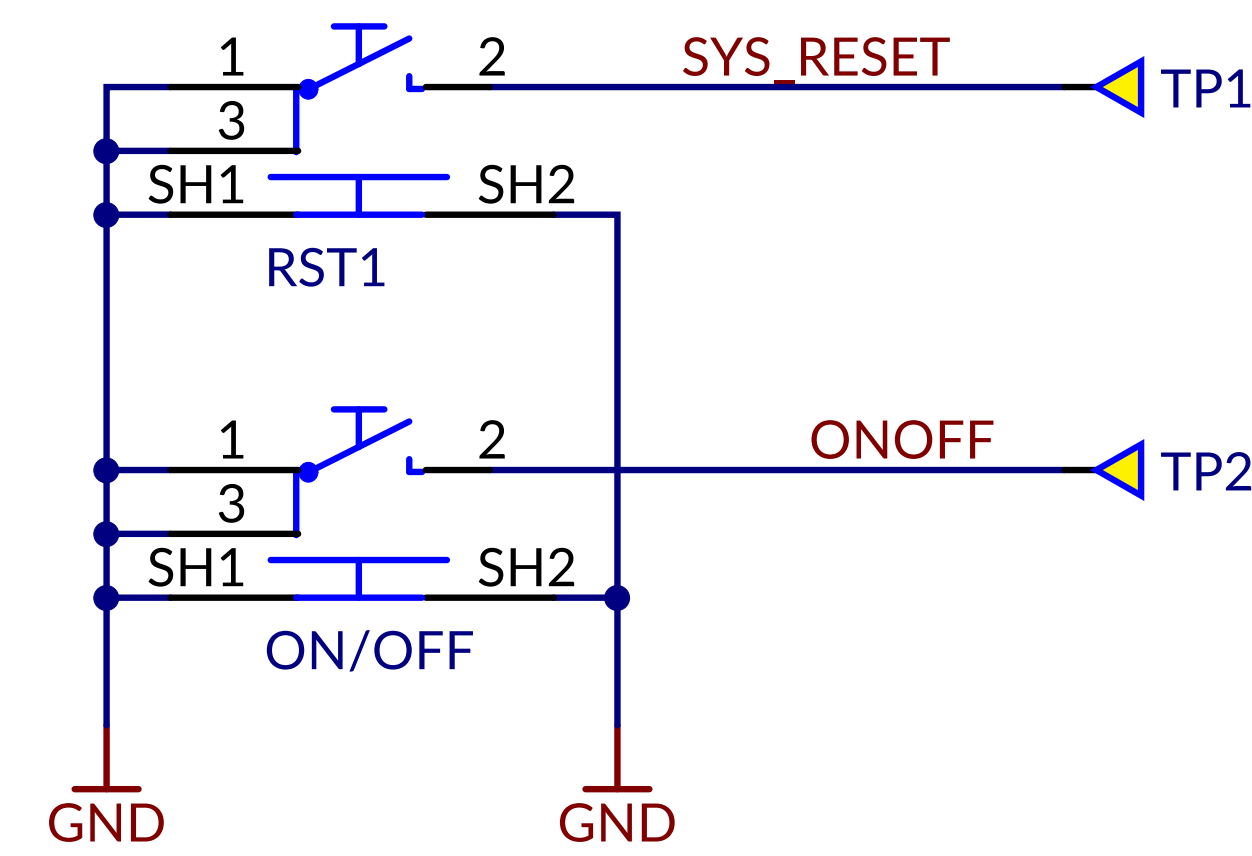 1
2
SYS_RESET
TP1
3
SH1
SH2
RST1
1
2
ONOFF
TP2
3
SH1
SH2
ON/OFF
GND
GND